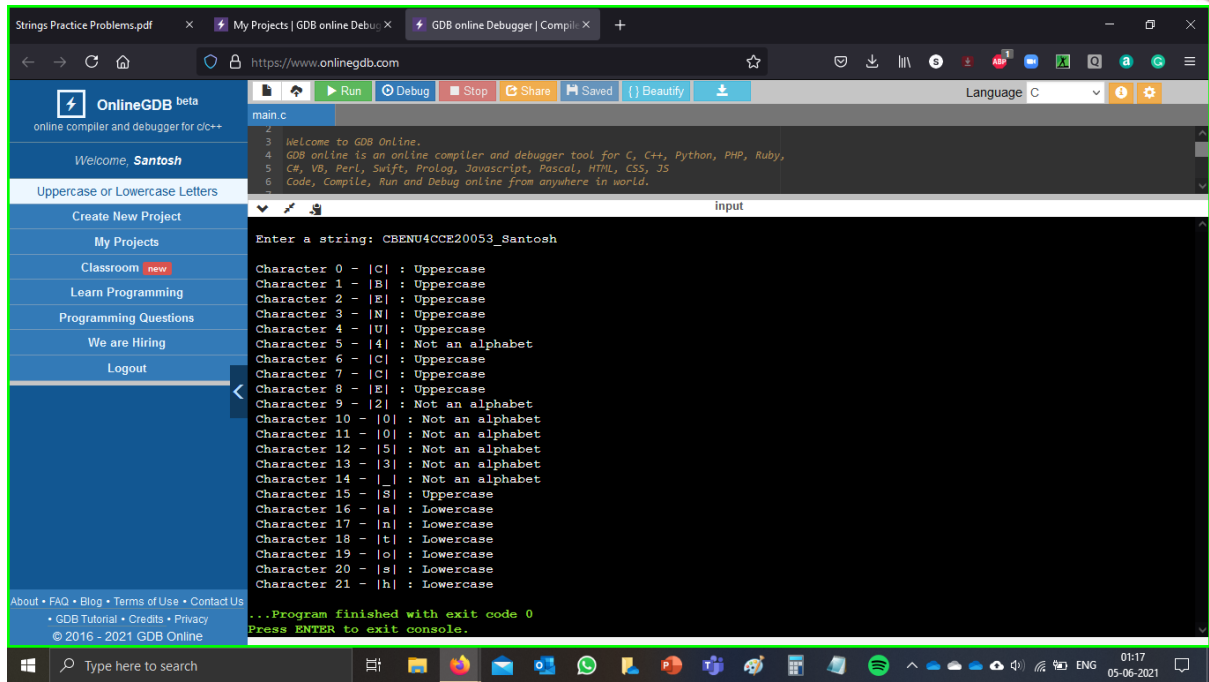 Strings Practice Problems.pdf
My Projects | GDB online Debug
GDB online Debugger | Compile
https://www.onlinegdb.com
OnlineGDB beta
online compiler and debugger for c/c++
Welcome, Santosh
Uppercase or Lowercase Letters
Create New Project
My Projects
Classroom new
Learn Programming
Programming Questions
We are Hiring
Logout
About • FAQ • Blog • Terms of Use • Contact Us
• GDB Tutorial • Credits • Privacy
© 2016 - 2021 GDB Online
Run Debug Stop Share Saved { } Beautify
Language C
main.c
2
3 Welcome to GDB Online.
4 GDB online is an online compiler and debugger tool for C, C++, Python, PHP, Ruby,
5 C#, VB, Perl, Swift, Prolog, Javascript, Pascal, HTML, CSS, JS
6 Code, Compile, Run and Debug online from anywhere in world.
input
Enter a string: CBENU4CCE20053_Santosh
Character 0 - |C| : Uppercase
Character 1 - |B| : Uppercase
Character 2 - |E| : Uppercase
Character 3 - |N| : Uppercase
Character 4 - |U| : Uppercase
Character 5 - |4| : Not an alphabet
Character 6 - |C| : Uppercase
Character 7 - |C| : Uppercase
Character 8 - |E| : Uppercase
Character 9 - |2| : Not an alphabet
Character 10 - |0| : Not an alphabet
Character 11 - |0| : Not an alphabet
Character 12 - |5| : Not an alphabet
Character 13 - |3| : Not an alphabet
Character 14 - |_| : Not an alphabet
Character 15 - |S| : Uppercase
Character 16 - |a| : Lowercase
Character 17 - |n| : Lowercase
Character 18 - |t| : Lowercase
Character 19 - |o| : Lowercase
Character 20 - |s| : Lowercase
Character 21 - |h| : Lowercase
...Program finished with exit code 0
Press ENTER to exit console.
Type here to search
ENG
01:17
05-06-2021